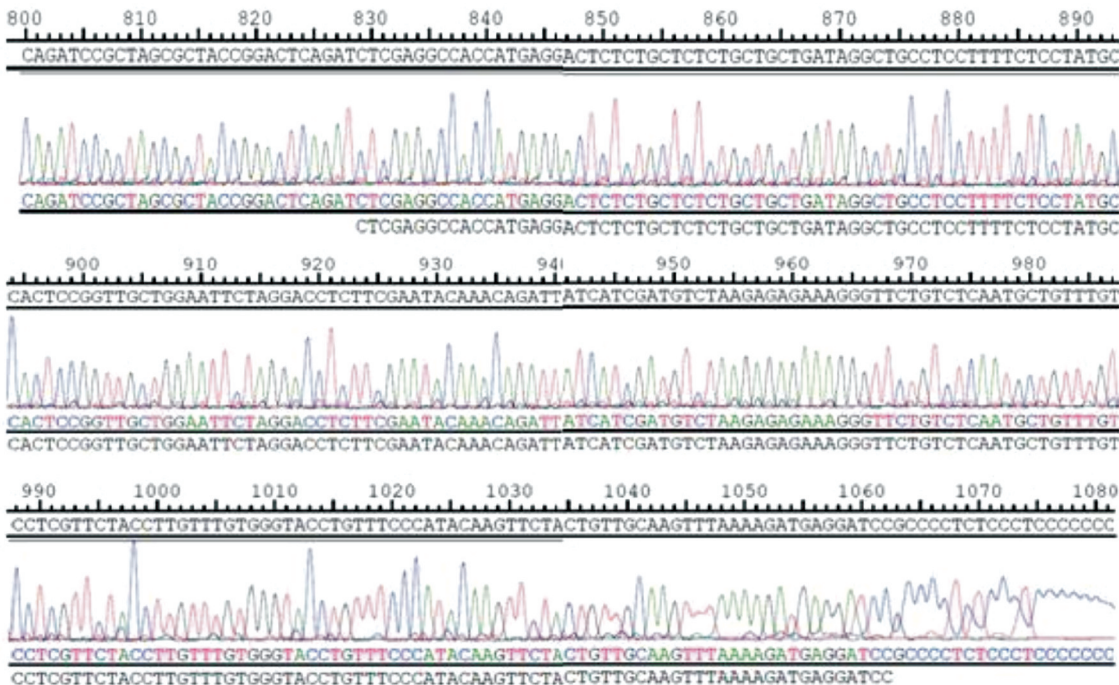 800 810 820 830 840 850 860 870 880 890
CAGATCCGCTAGCGCTACCGGACTCAGATCTCGAGGCCACCATGAGGACTCTCTGCTCTCTGCTGCTGATAGGCTGCCTCCTTTTCTCCTATGC
CAGATCCGCTAGCGCTACCGGACTCAGATCTCGAGGCCACCATGAGGACTCTCTGCTCTCTGCTGCTGATAGGCTGCCTCCTTTTCTCCTATGC
CTCGAGGCCACCATGAGGACTCTCTGCTCTCTGCTGCTGATAGGCTGCCTCCTTTTCTCCTATGC
900 910 920 930 940 950 960 970 980
CACTCCGGTTGCTGGAATTCTAGGACCTCTTCGAATACAAACAGATTATCATCGATGTCTAAGAGAGAAAGGGTTCTGTCTCAATGCTGTTTGT
CACTCCGGTTGCTGGAATTCTAGGACCTCTTCGAATACAAACAGATTATCATCGATGTCTAAGAGAGAAAGGGTTCTGTCTCAATGCTGTTTGT
CACTCCGGTTGCTGGAATTCTAGGACCTCTTCGAATACAAACAGATTATCATCGATGTCTAAGAGAGAAAGGGTTCTGTCTCAATGCTGTTTGT
990 1000 1010 1020 1030 1040 1050 1060 1070 1080
CCTCGTTCTACCTTGTTTGTGGGTACCTGTTTCCCATACAAGTTCTACTGTTGCAAGTTTAAAAGATGAGGATCCGCCCCTCTCCCTCCCCCCC
CCTCGTTCTACCTTGTTTGTGGGTACCTGTTTCCCATACAAGTTCTACTGTTGCAAGTTTAAAAGATGAGGATCCGCCCCTCTCCCTCCCCCCC
CCTCGTTCTACCTTGTTTGTGGGTACCTGTTTCCCATACAAGTTCTACTGTTGCAAGTTTAAAAGATGAGGATCC